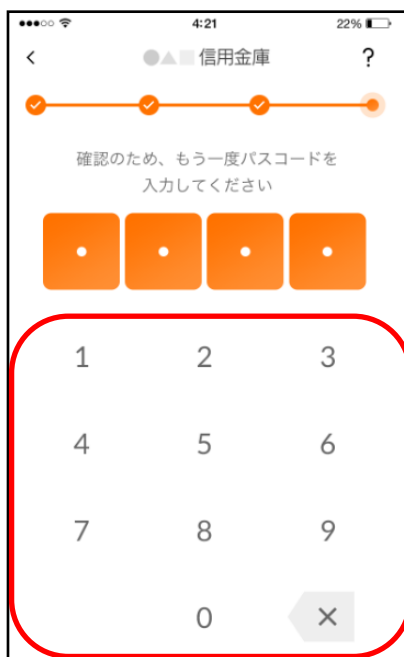 4:21 22%
●▲■ 信用金庫 ?
確認のため、もう一度パスコードを
入力してください
1 2 3
4 5 6
7 8 9
0 ×